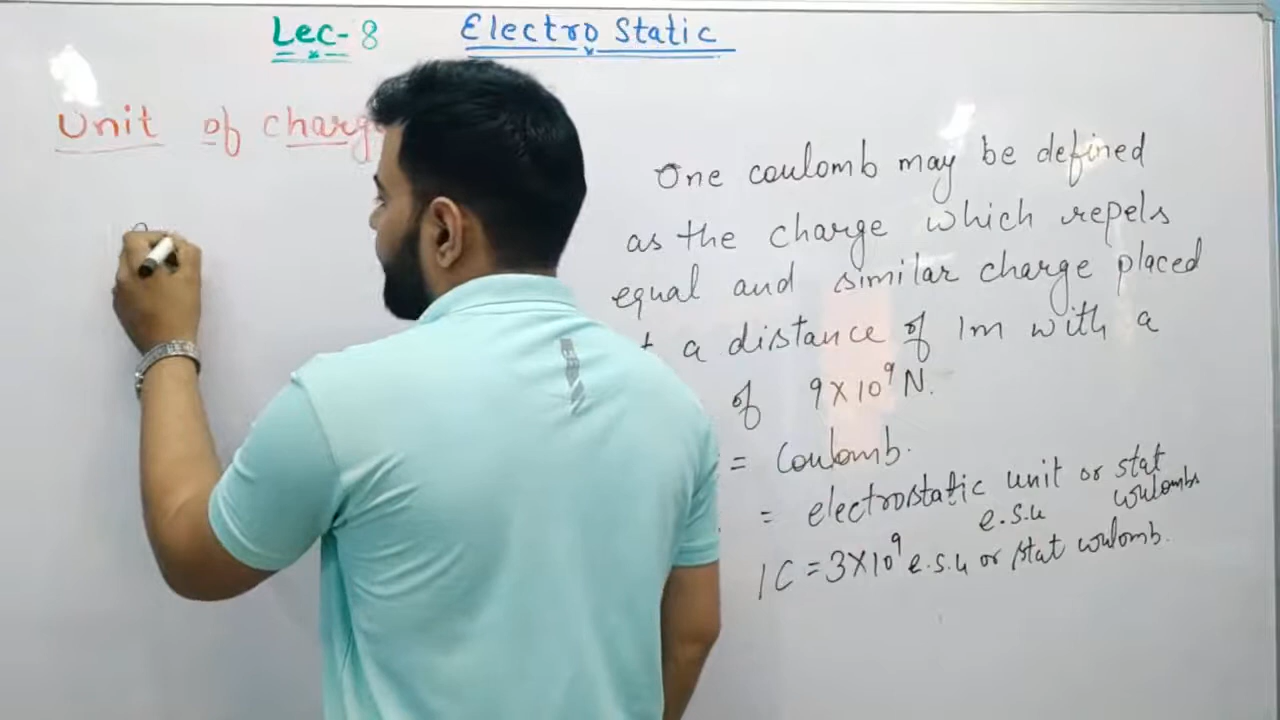 Lec-8 Electro Static
Unit of charg
One coulomb may be defined
as the charge which repels
equal and similar charge placed
a distance of 1m with a
of 9×10⁹ N.
= Coulomb.
= electrostatic unit or stat coulombs
e.s.u
1C = 3×10⁹ e.s.u or stat coulomb.